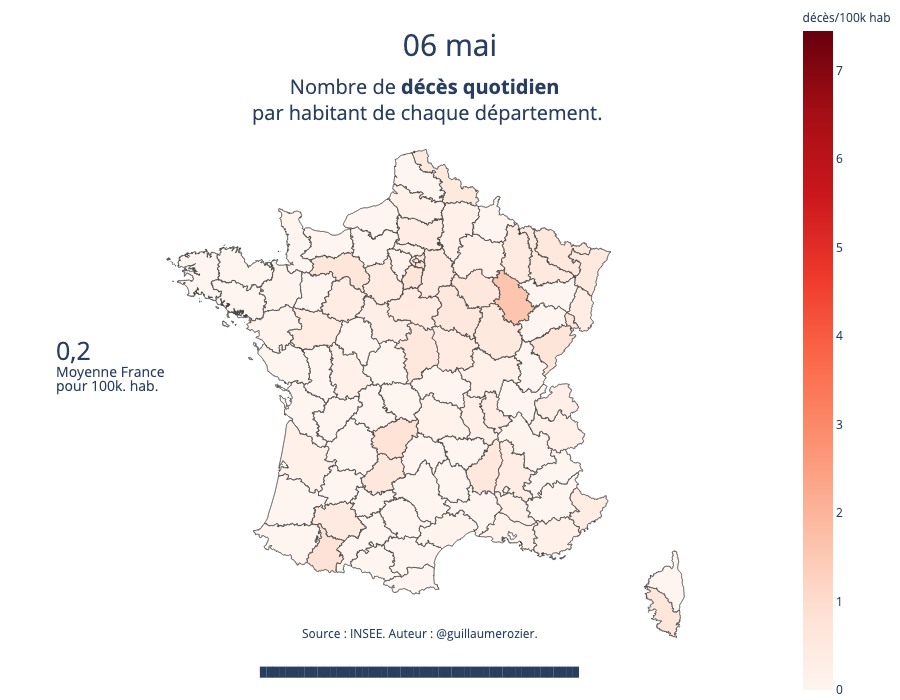 décès/100k hab
06 mai
Nombre de décès quotidien
par habitant de chaque département.
7
6
5
4
3
2
1
0
0,2
Moyenne France
pour 100k. hab.
Source : INSEE. Auteur : @guillaumerozier.